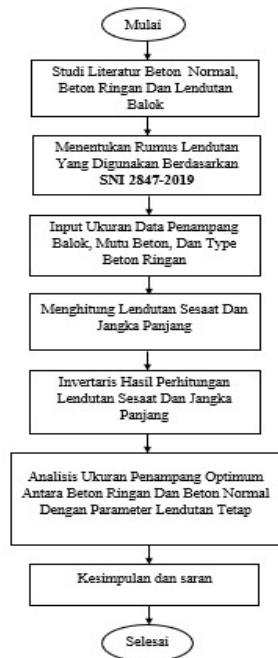 Mulai
Studi Literatur Beton Normal,
Beton Ringan Dan Lendutan
Balok
Menentukan Rumus Lendutan
Yang Digunakan Berdasarkan
SNI 2847-2019
Input Ukuran Data Penampang
Balok, Mutu Beton, Dan Type
Beton Ringan
Menghitung Lendutan Sesaat Dan
Jangka Panjang
Invertaris Hasil Perhitungan
Lendutan Sesaat Dan Jangka
Panjang
Analisis Ukuran Penampang Optimum
Antara Beton Ringan Dan Beton Normal
Dengan Parameter Lendutan Tetap
Kesimpulan dan saran
Selesai